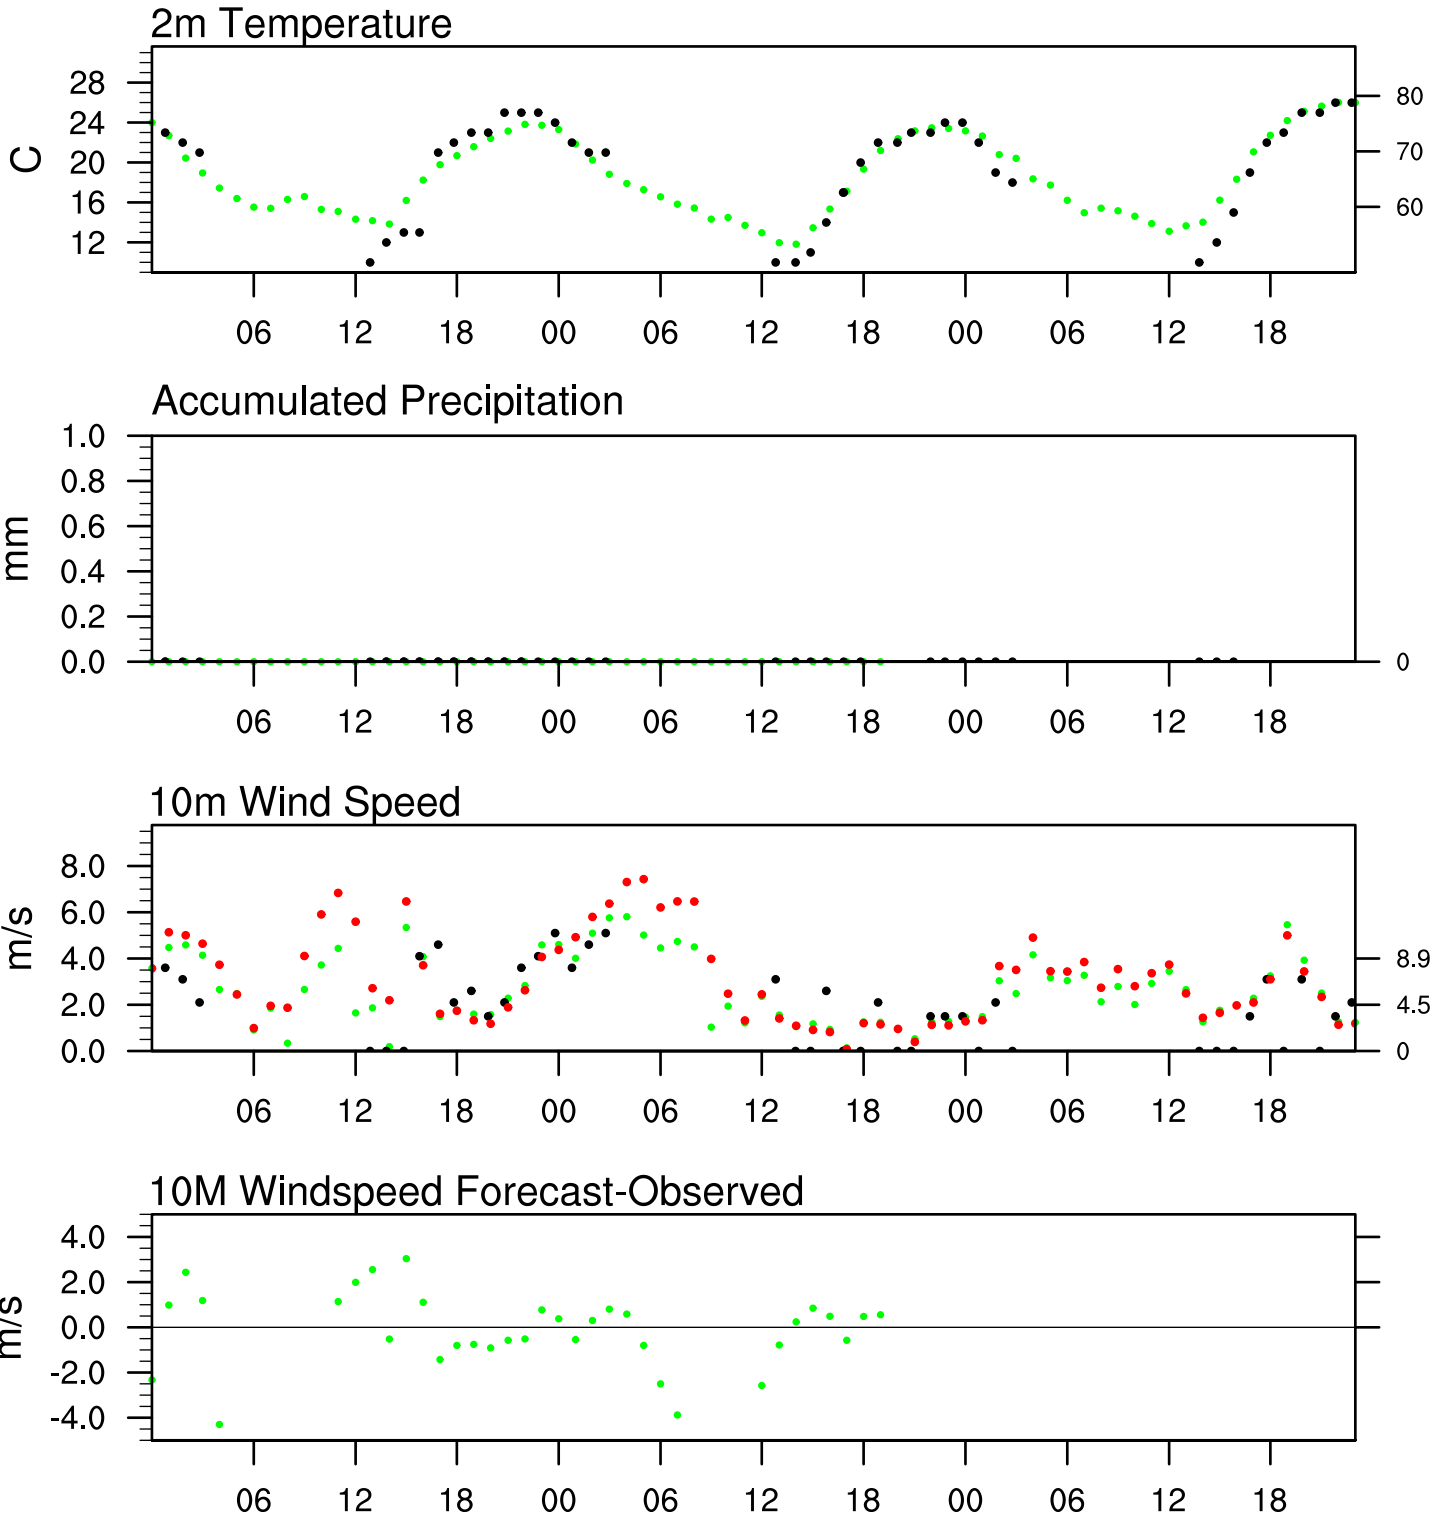 2m Temperature
28
24
20
16
12
C
80
70
60
06 12 18 00 06 12 18 00 06 12 18
Accumulated Precipitation
1.0
0.8
0.6
0.4
0.2
0.0
mm
0
06 12 18 00 06 12 18 00 06 12 18
10m Wind Speed
8.0
6.0
4.0
2.0
0.0
m/s
8.9
4.5
0
06 12 18 00 06 12 18 00 06 12 18
10M Windspeed Forecast-Observed
4.0
2.0
0.0
-2.0
-4.0
m/s
06 12 18 00 06 12 18 00 06 12 18